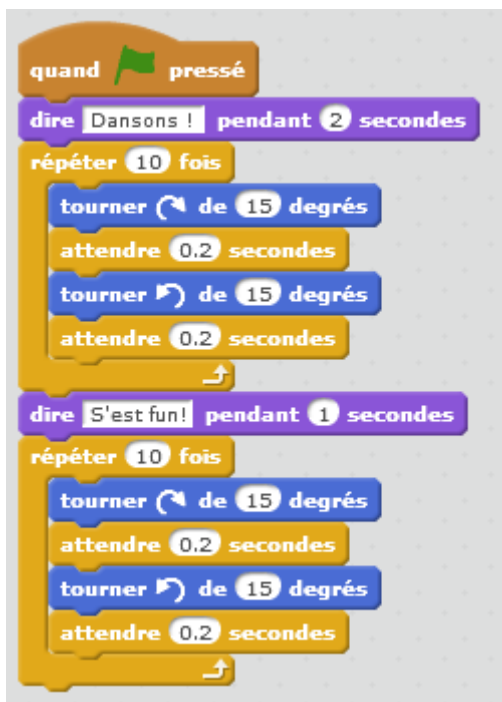 quand pressé
dire Dansons ! pendant 2 secondes
répéter 10 fois
tourner de 15 degrés
attendre 0.2 secondes
tourner de 15 degrés
attendre 0.2 secondes
dire S'est fun! pendant 1 secondes
répéter 10 fois
tourner de 15 degrés
attendre 0.2 secondes
tourner de 15 degrés
attendre 0.2 secondes